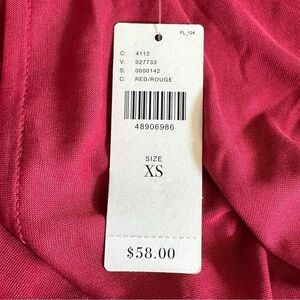 FL_124
C: 4112
V: 027733
S: 0000142
C: RED/ROUGE
48906986
SIZE
XS
$58.00